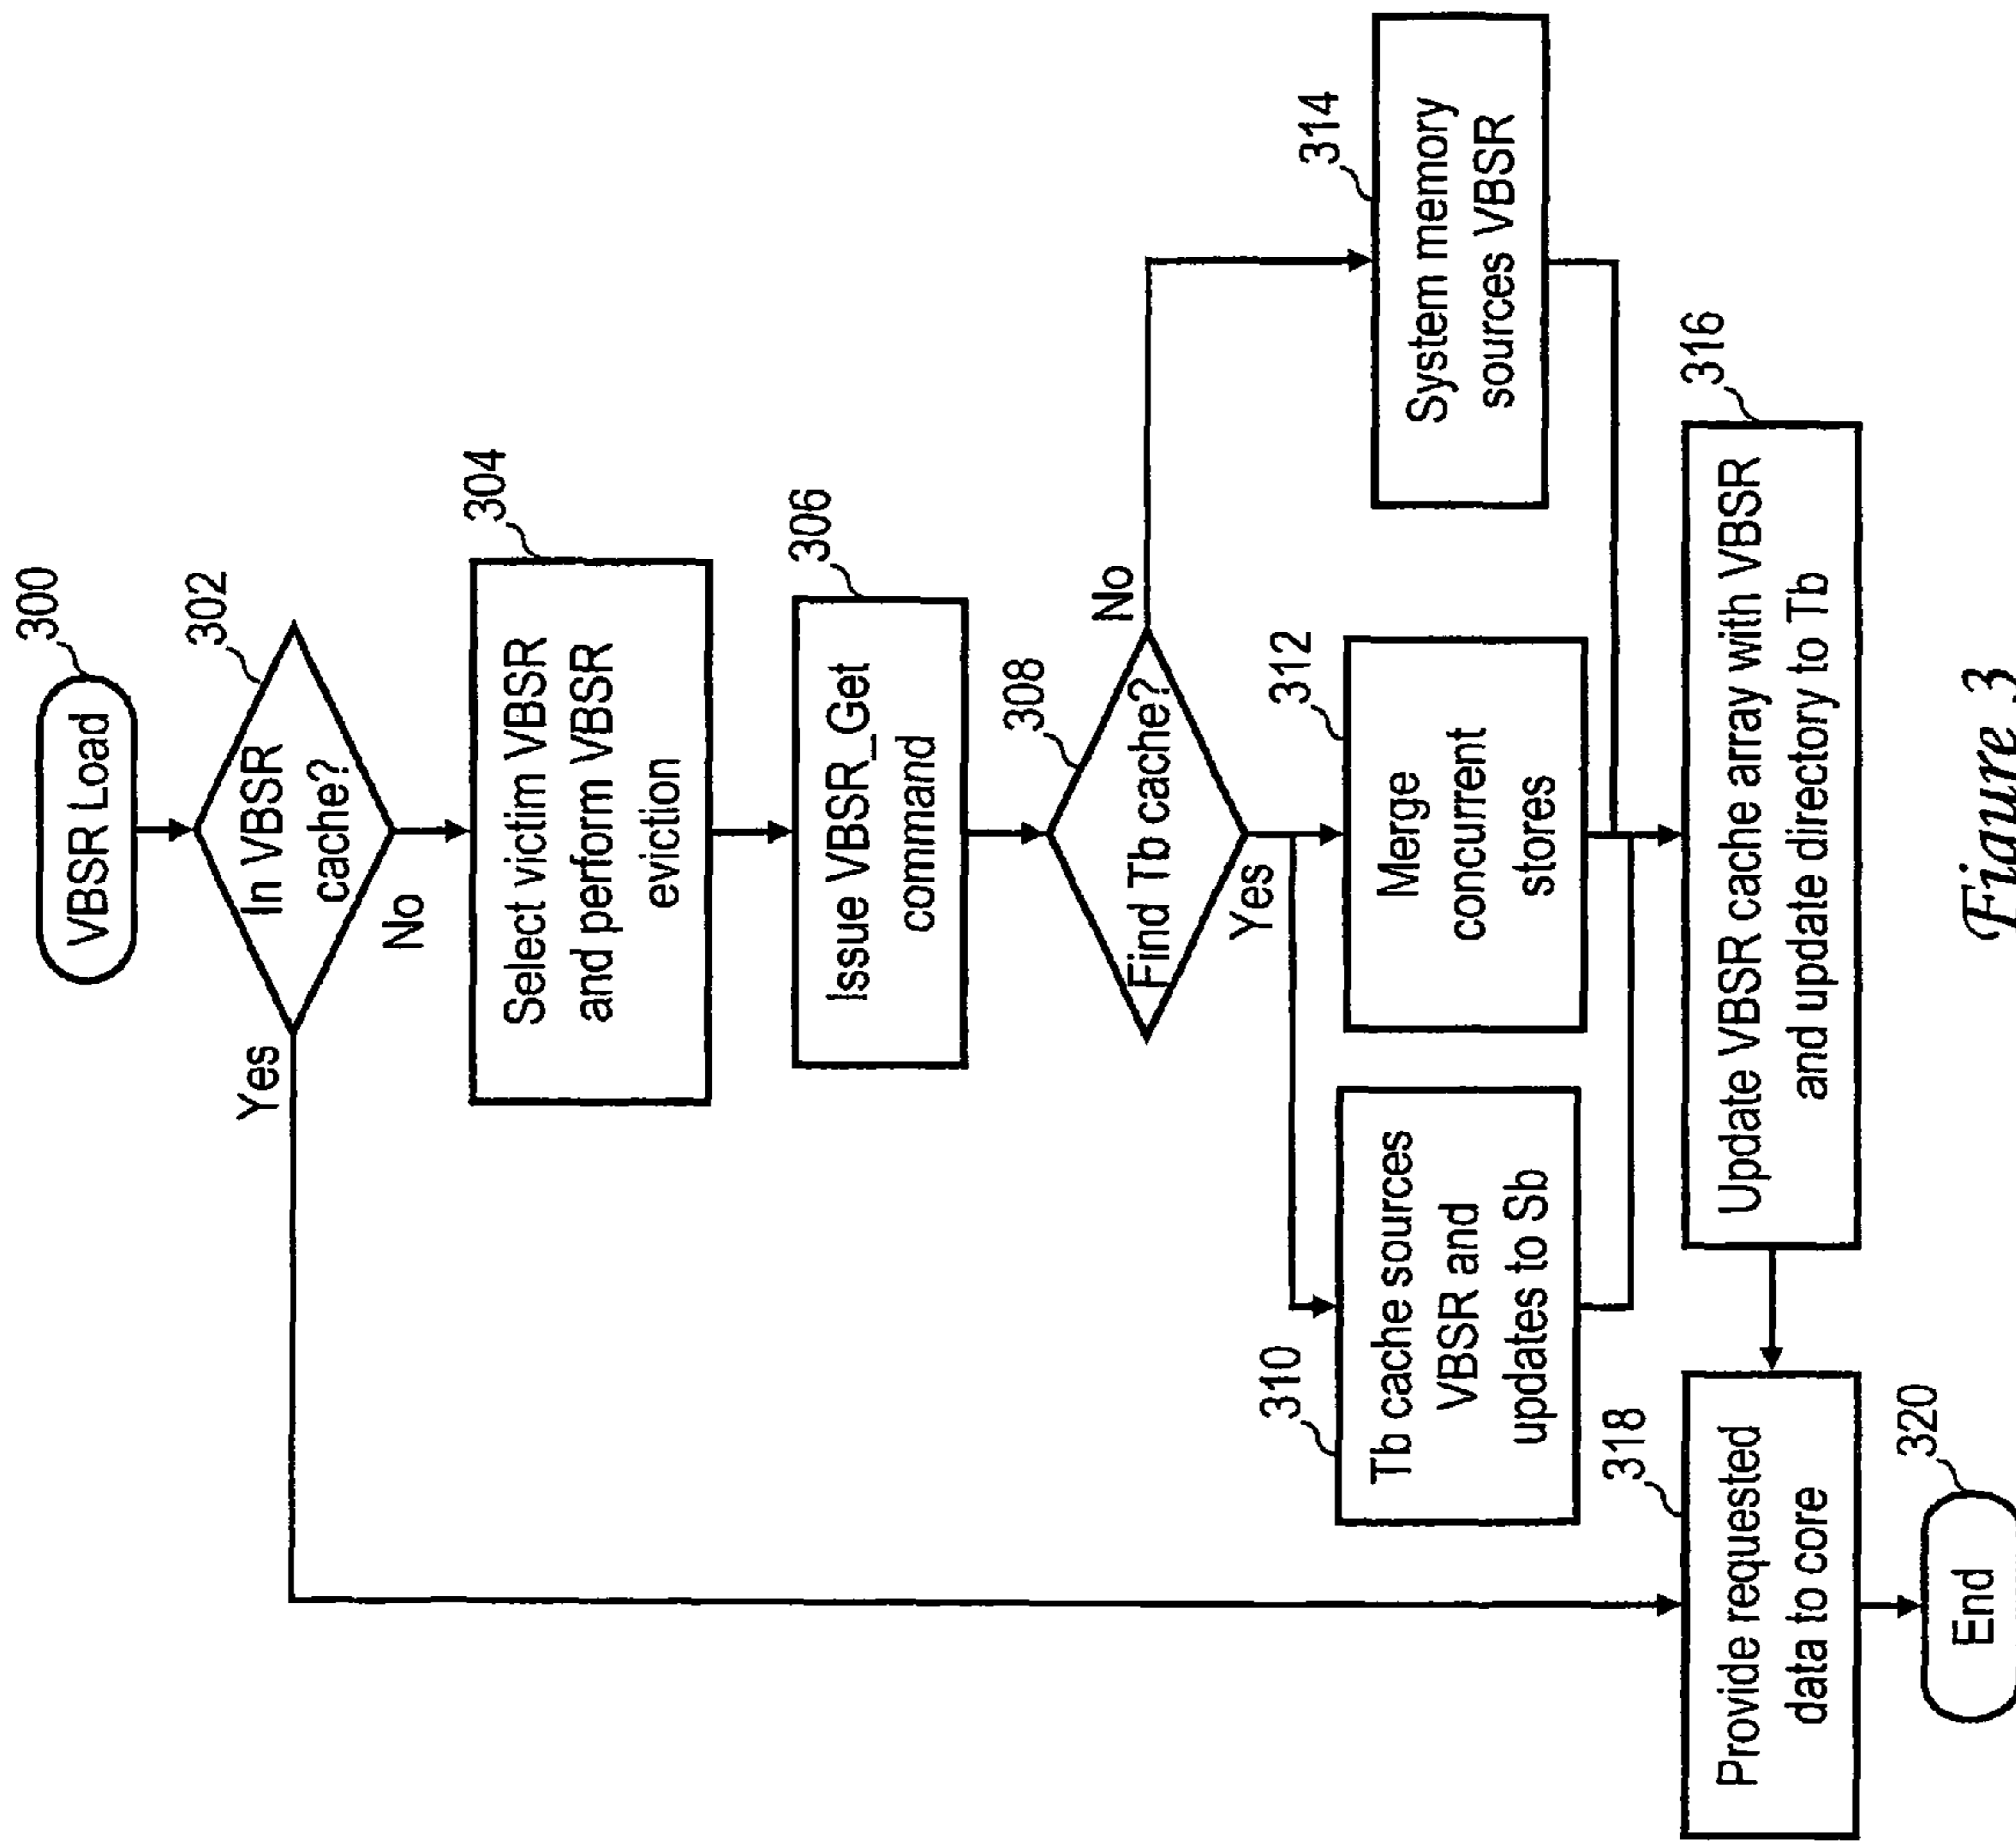 300
VBSR Load
302
In VBSR
cache?
Yes
No
304
Select victim VBSR
and perform VBSR
eviction
306
Issue VBSR_Get
command
308
Find Tb cache?
No
Yes
310
Tb cache sources
VBSR and
updates to Sb
312
Merge
concurrent
stores
314
System memory
sources VBSR
316
Update VBSR cache array with VBSR
and update directory to Tb
318
Provide requested
data to core
320
End
Figure 3